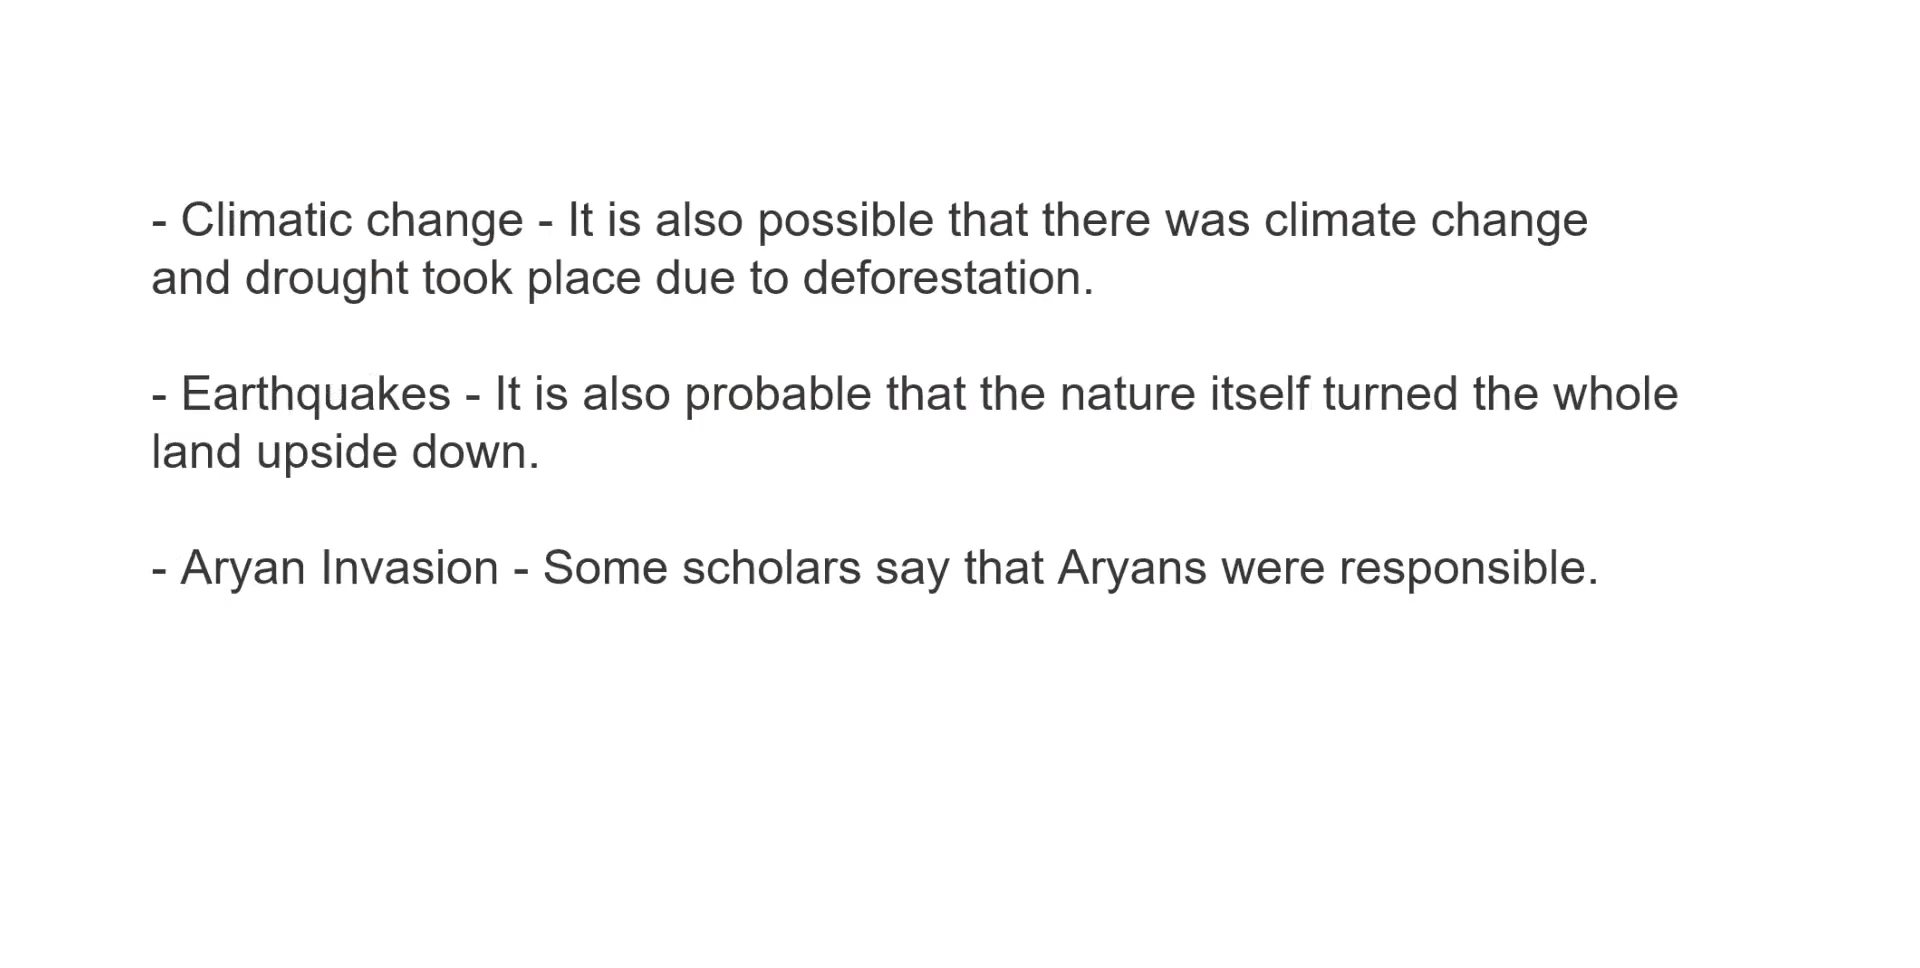 - Climatic change - It is also possible that there was climate change
and drought took place due to deforestation.
- Earthquakes - It is also probable that the nature itself turned the whole
land upside down.
- Aryan Invasion - Some scholars say that Aryans were responsible.